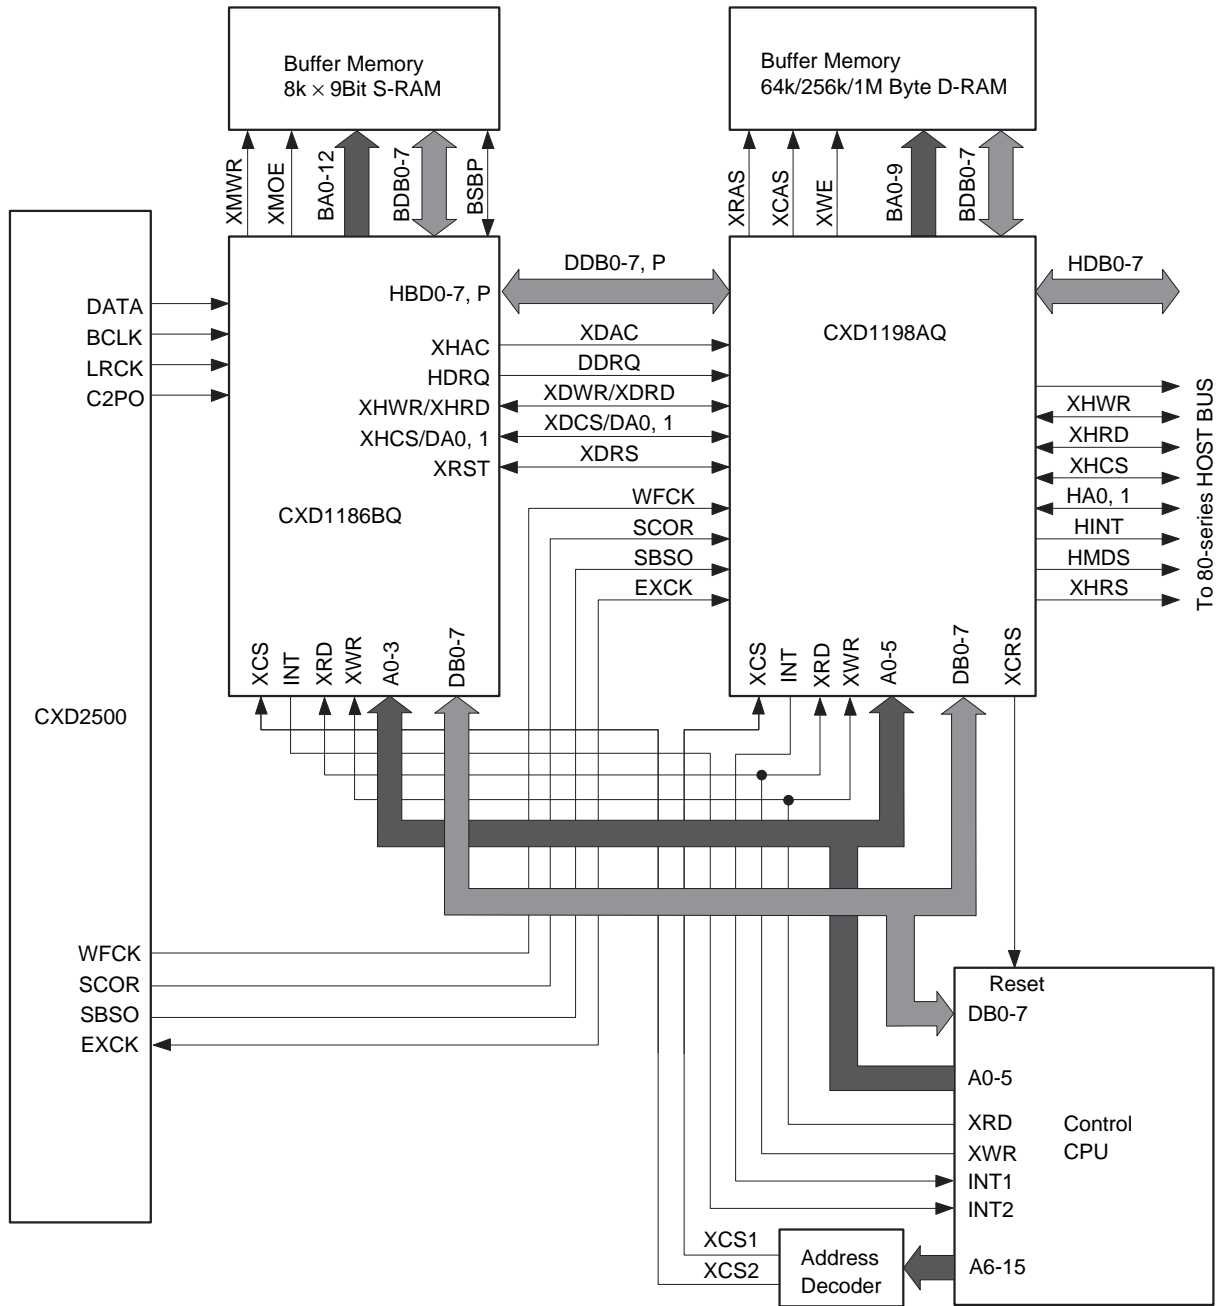 Buffer Memory
8k × 9Bit S-RAM
Buffer Memory
64k/256k/1M Byte D-RAM
XMWR
XMOE
BA0-12
BDB0-7
BSBP
XRAS
XCAS
XWE
BA0-9
BDB0-7
DATA
BCLK
LRCK
C2PO
HBD0-7, P
XHAC
HDRQ
XHWR/XHRD
XHCS/DA0, 1
XRST
CXD1186BQ
DDB0-7, P
XDAC
DDRQ
XDWR/XDRD
XDCS/DA0, 1
XDRS
WFCK
SCOR
SBSO
EXCK
CXD1198AQ
HDB0-7
XHWR
XHRD
XHCS
HA0, 1
HINT
HMDS
XHRS
To 80-series HOST BUS
XCS
INT
XRD
XWR
A0-3
DB0-7
XCS
INT
XRD
XWR
A0-5
DB0-7
XCRS
CXD2500
WFCK
SCOR
SBSO
EXCK
Reset
DB0-7
A0-5
XRD
XWR
INT1
INT2
A6-15
Control
CPU
XCS1
XCS2
Address
Decoder